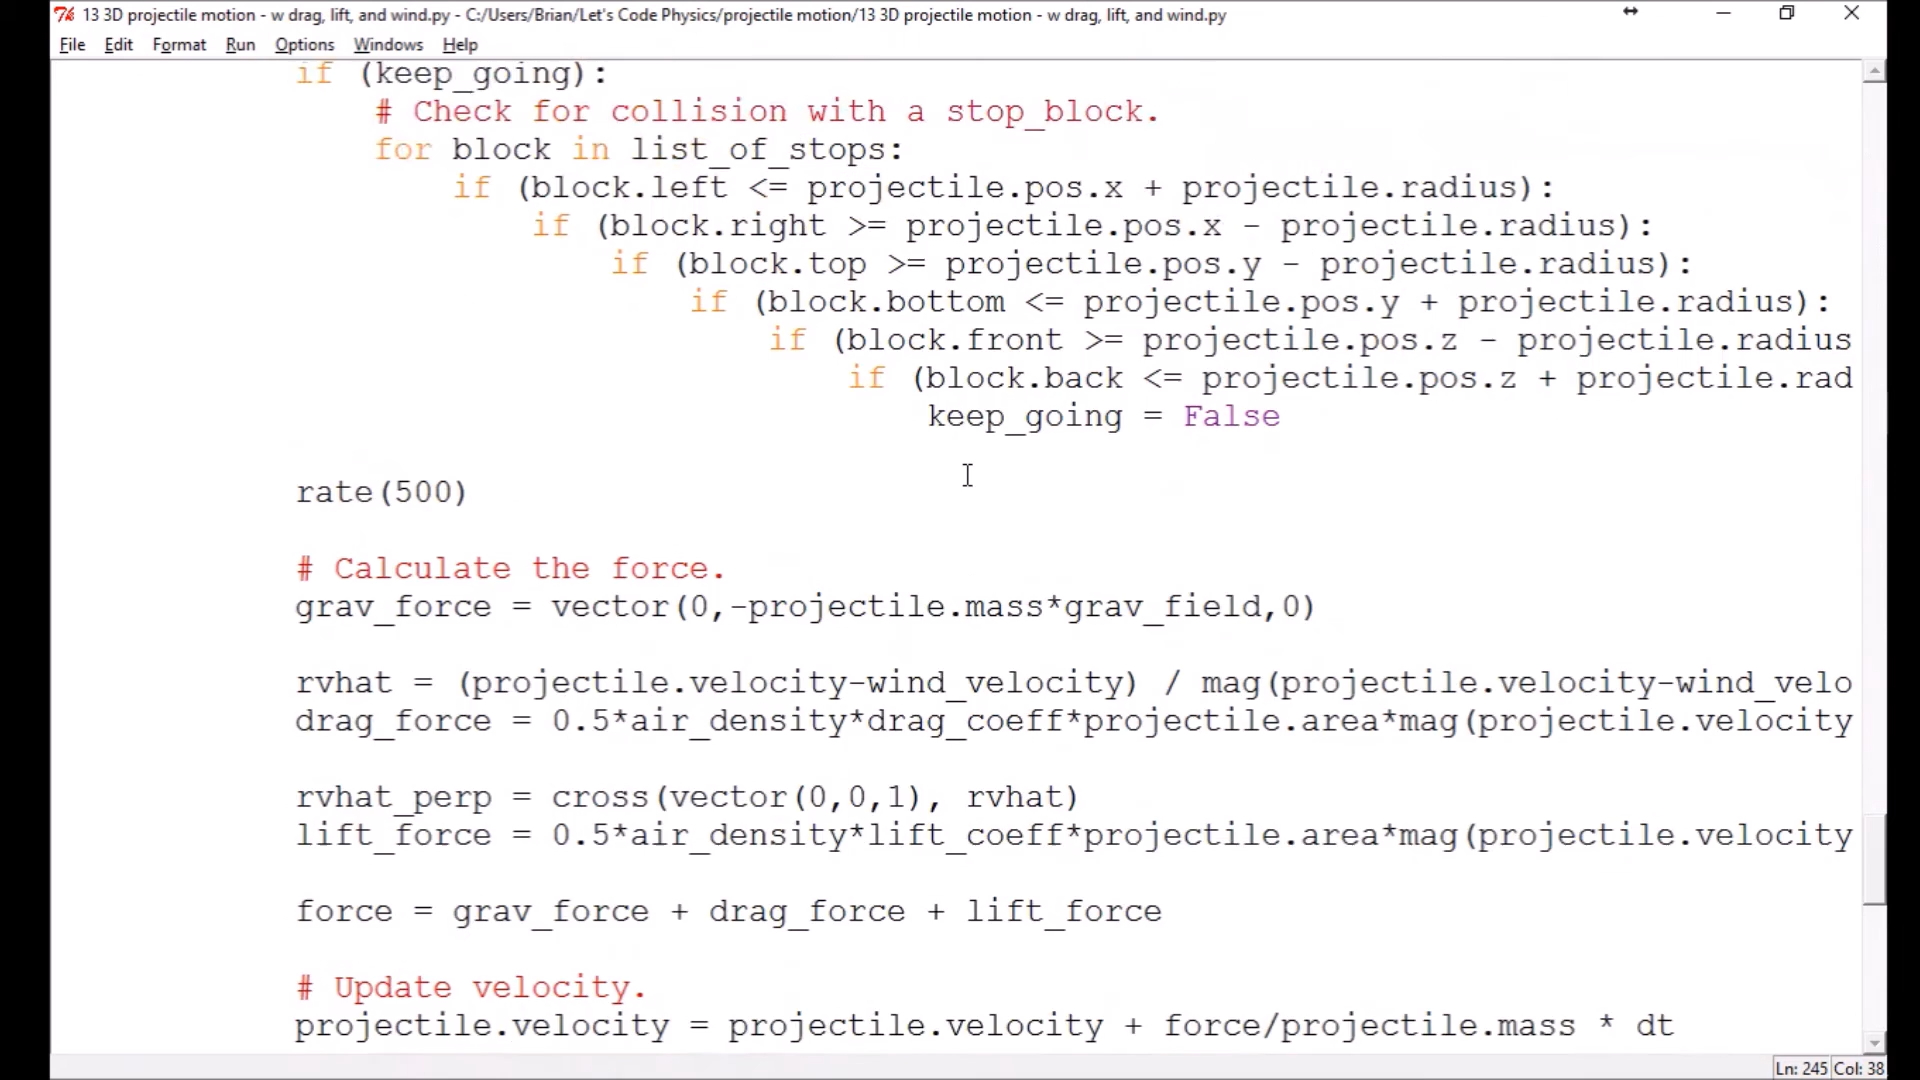 13 3D projectile motion - w drag, lift, and wind.py - C:/Users/Brian/Let's Code Physics/projectile motion/13 3D projectile motion - w drag, lift, and wind.py
File Edit Format Run Options Windows Help
if (keep_going):
# Check for collision with a stop_block.
for block in list_of_stops:
if (block.left <= projectile.pos.x + projectile.radius):
if (block.right >= projectile.pos.x - projectile.radius):
if (block.top >= projectile.pos.y - projectile.radius):
if (block.bottom <= projectile.pos.y + projectile.radius):
if (block.front >= projectile.pos.z - projectile.radius
if (block.back <= projectile.pos.z + projectile.rad
keep_going = False
rate(500)
# Calculate the force.
grav_force = vector(0,-projectile.mass*grav_field,0)
rvhat = (projectile.velocity-wind_velocity) / mag(projectile.velocity-wind_velo
drag_force = 0.5*air_density*drag_coeff*projectile.area*mag(projectile.velocity
rvhat_perp = cross(vector(0,0,1), rvhat)
lift_force = 0.5*air_density*lift_coeff*projectile.area*mag(projectile.velocity
force = grav_force + drag_force + lift_force
# Update velocity.
projectile.velocity = projectile.velocity + force/projectile.mass * dt
Ln: 245 Col: 38